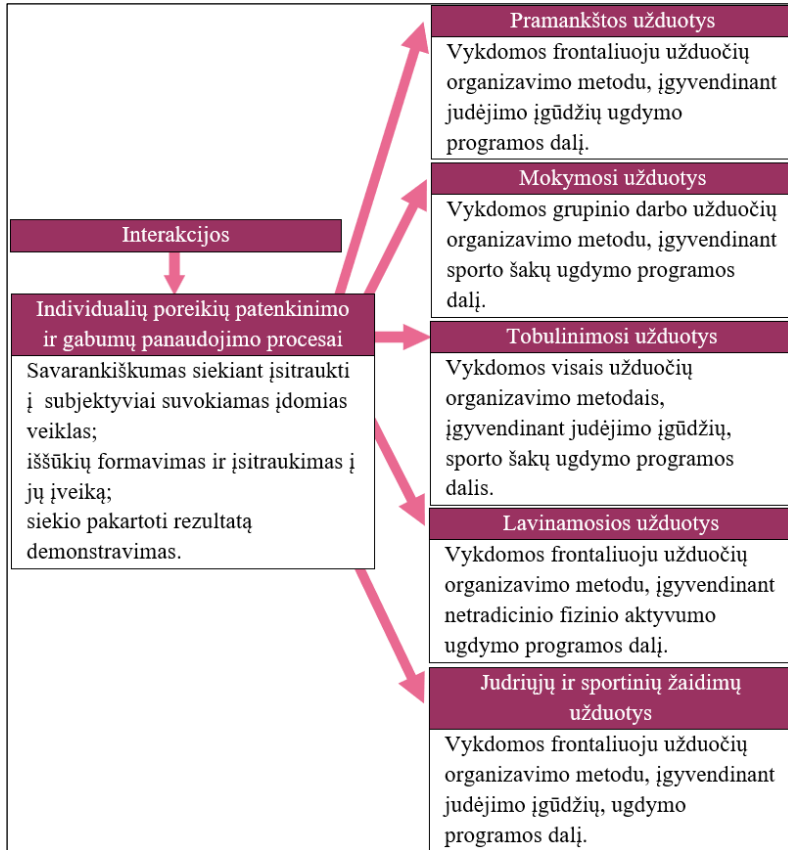 Interakcijos
Individualių poreikių patenkinimo
ir gabumų panaudojimo procesai
Savarankiškumas siekiant įsitraukti
į subjektyviai suvokiamas įdomias
veiklas;
iššūkių formavimas ir įsitraukimas į
jų įveiką;
siekio pakartoti rezultatą
demonstravimas.
Pramankštos užduotys
Vykdomos frontaliuoju užduočių
organizavimo metodu, įgyvendinant
judėjimo įgūdžių ugdymo
programos dalį.
Mokymosi užduotys
Vykdomos grupinio darbo užduočių
organizavimo metodu, įgyvendinant
sporto šakų ugdymo programos
dalį.
Tobulinimosi užduotys
Vykdomos visais užduočių
organizavimo metodais,
įgyvendinant judėjimo įgūdžių,
sporto šakų ugdymo programos
dalis.
Lavinamosios užduotys
Vykdomos frontaliuoju užduočių
organizavimo metodu, įgyvendinant
netradicinio fizinio aktyvumo
ugdymo programos dalį.
Judriųjų ir sportinių žaidimų
užduotys
Vykdomos frontaliuoju užduočių
organizavimo metodu, įgyvendinant
judėjimo įgūdžių, ugdymo
programos dalį.